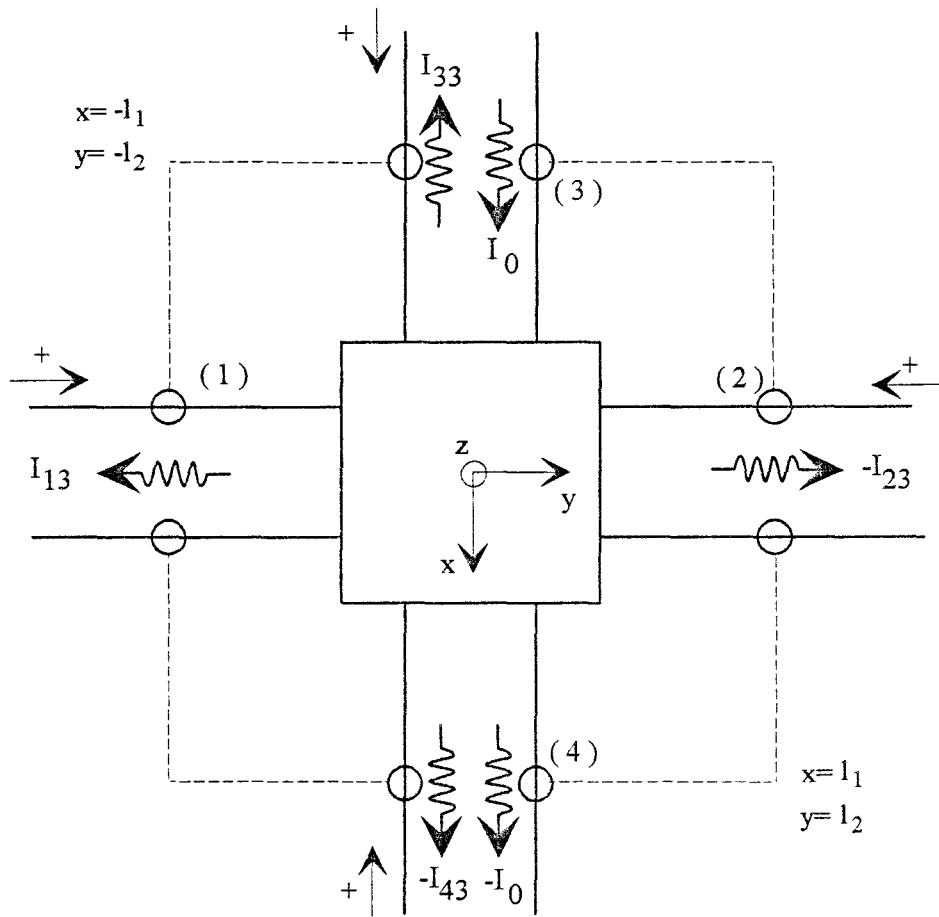 +
I33
x= -l1
y= -l2
(3)
I0
+
(1)
(2)
+
I13
z
-I23
y
x
(4)
x= l1
y= l2
+
-I43
-I0